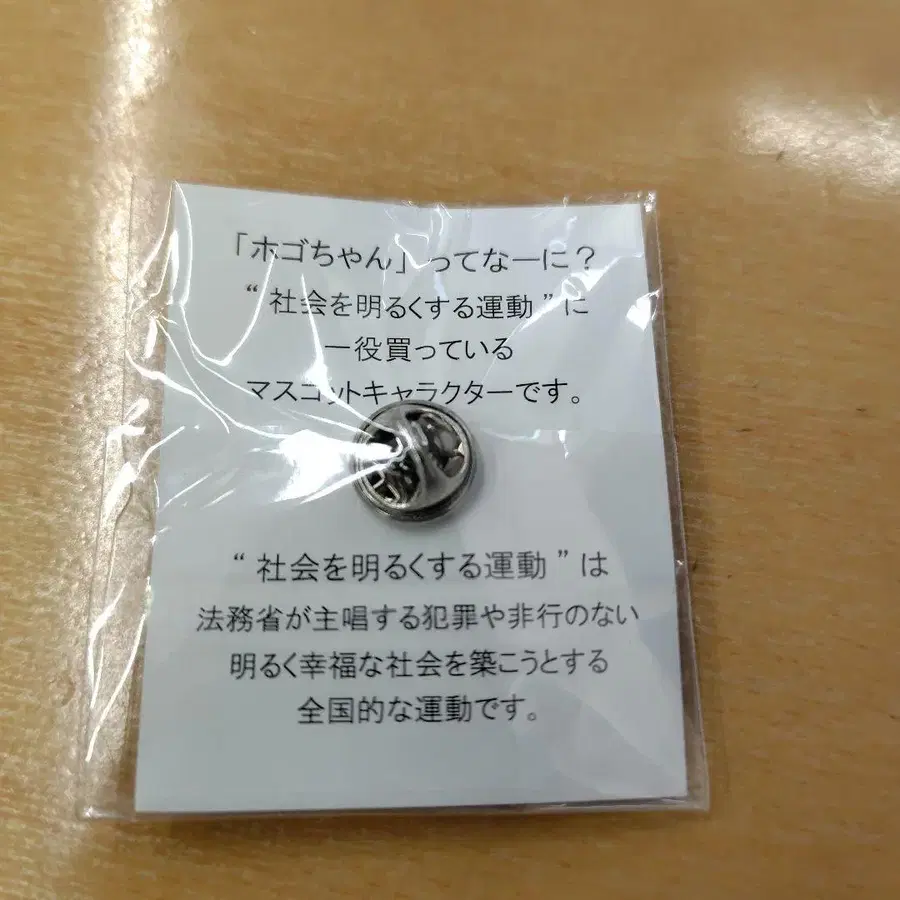 「ホゴちゃん」ってなーに？
“社会を明るくする運動”に
一役買っている
マスコットキャラクターです。
“社会を明るくする運動”は
法務省が主唱する犯罪や非行のない
明るく幸福な社会を築こうとする
全国的な運動です。